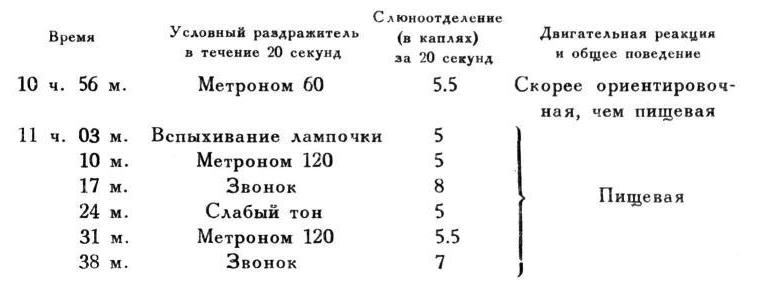 Время Условный раздражитель в течение 20 секунд Слюноотделение (в каплях) за 20 секунд Двигательная реакция и общее поведение
10 ч. 56 м. Метроном 60 5.5 Скорее ориентировоч-
ная, чем пищевая
11 ч. 03 м. Вспыхивание лампочки 5
10 м. Метроном 120 5
17 м. Звонок 8
Пищевая
24 м. Слабый тон 5
31 м. Метроном 120 5.5
38 м. Звонок 7